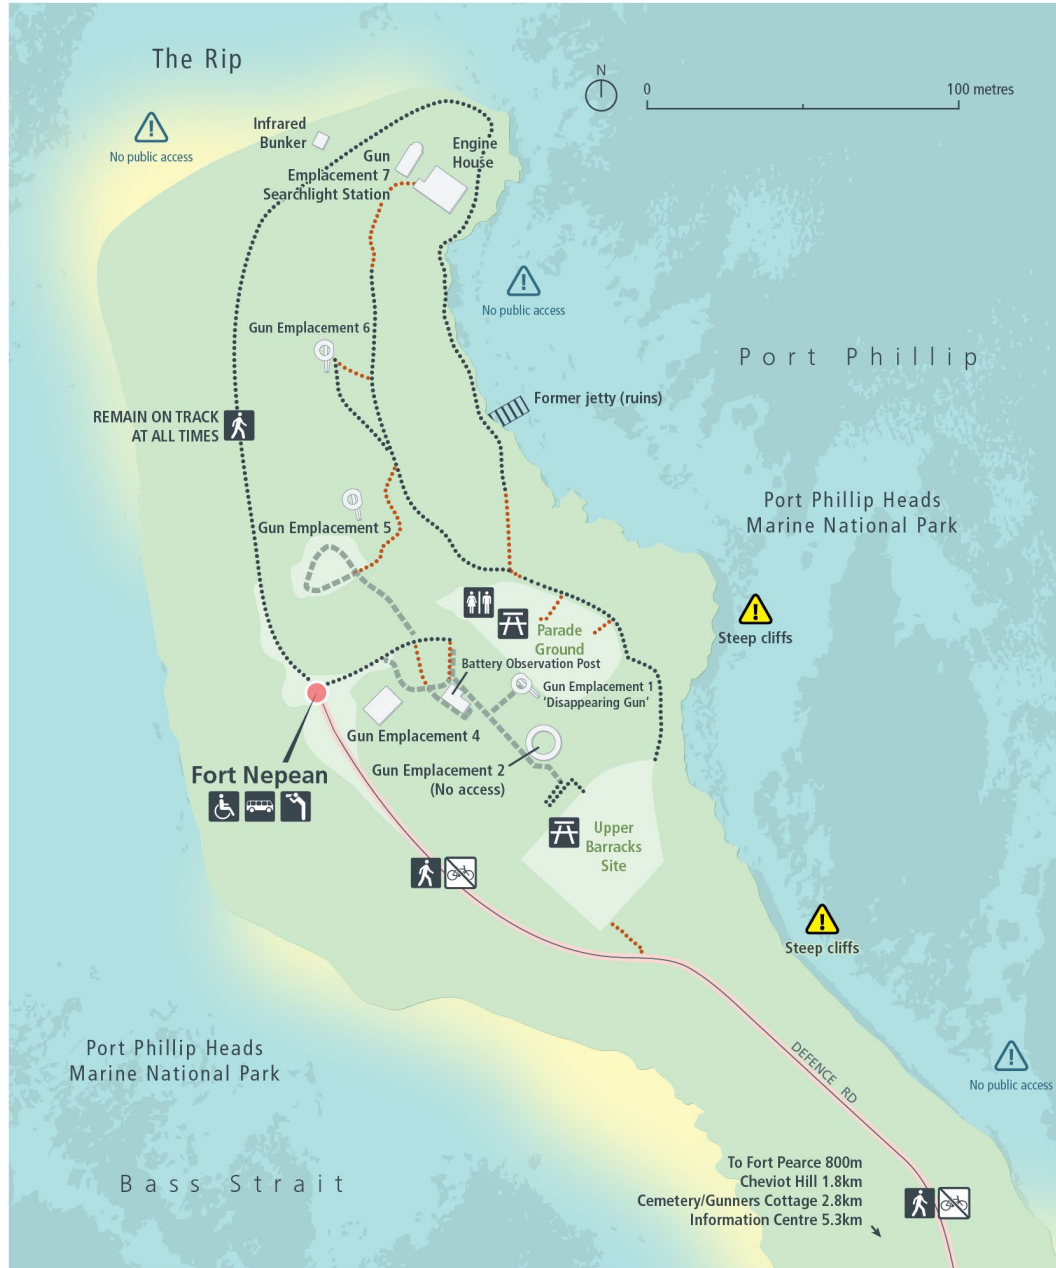 The Rip
N
0
100 metres
No public access
Infrared
Bunker
Gun
Emplacement 7
Searchlight Station
Engine
House
No public access
Gun Emplacement 6
Port Phillip
Former jetty (ruins)
REMAIN ON TRACK
AT ALL TIMES
Port Phillip Heads
Marine National Park
Gun Emplacement 5
Steep cliffs
Parade
Ground
Battery Observation Post
Gun Emplacement 1
‘Disappearing Gun’
Gun Emplacement 4
Gun Emplacement 2
(No access)
Fort Nepean
Upper
Barracks
Site
Steep cliffs
Port Phillip Heads
Marine National Park
DEFENCE RD
No public access
Bass Strait
To Fort Pearce 800m
Cheviot Hill 1.8km
Cemetery/Gunners Cottage 2.8km
Information Centre 5.3km